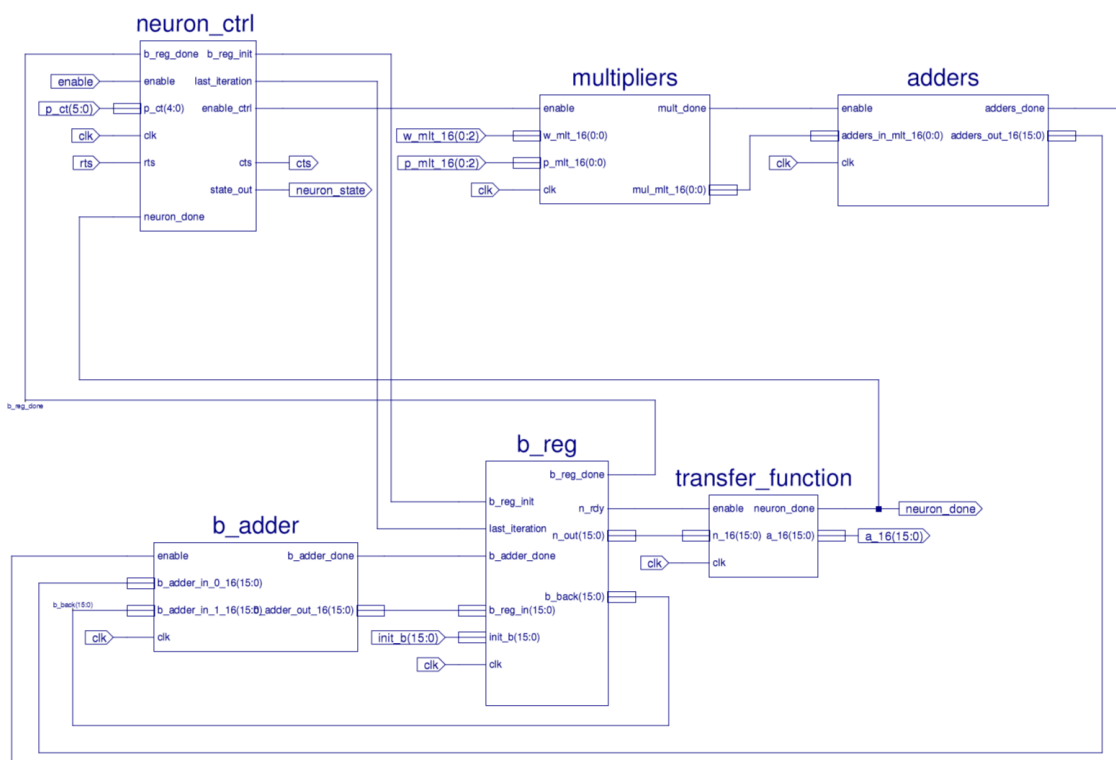 neuron_ctrl
b_reg_done b_reg_init
enable enable last_iteration
p_ct(5:0) p_ct(4:0) enable_ctrl
clk clk
rts rts cts cts
state_out neuron_state
neuron_done
multipliers
enable mult_done
w_mlt_16(0:2) w_mlt_16(0:0)
p_mlt_16(0:2) p_mlt_16(0:0)
clk clk mul_mlt_16(0:0)
adders
enable adders_done
adders_in_mlt_16(0:0) adders_out_16(15:0)
clk clk
b_reg_done
b_reg
b_reg_done
b_reg_init
n_rdy
last_iteration
n_out(15:0)
b_adder_done
b_back(15:0)
b_reg_in(15:0)
init_b(15:0) init_b(15:0)
clk clk
transfer_function
enable neuron_done neuron_done
n_16(15:0) a_16(15:0) a_16(15:0)
clk clk
b_adder
enable b_adder_done
b_adder_in_0_16(15:0)
b_back(15:0)
b_adder_in_1_16(15:0) b_adder_out_16(15:0)
clk clk